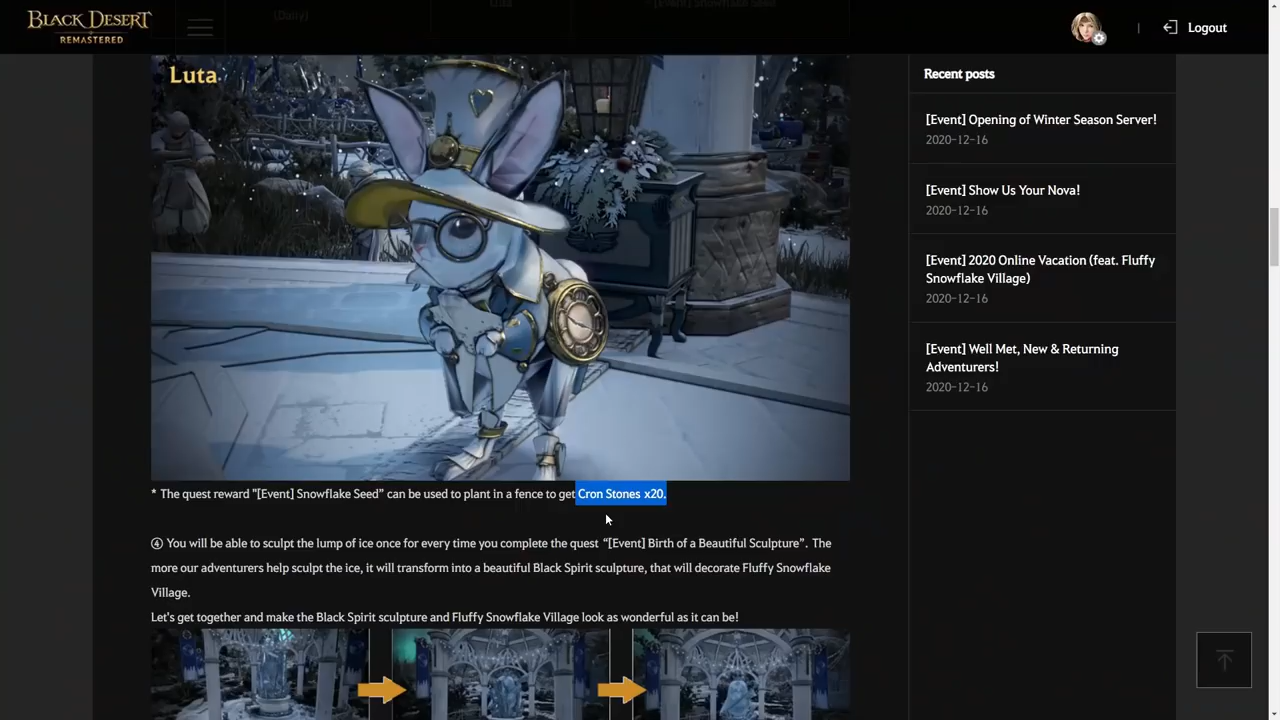 BLACK DESERT
REMASTERED
Logout
(Daily)
[Event] Snowflake Seed
Luta
* The quest reward "[Event] Snowflake Seed” can be used to plant in a fence to get Cron Stones x20.
④ You will be able to sculpt the lump of ice once for every time you complete the quest “[Event] Birth of a Beautiful Sculpture”. The
more our adventurers help sculpt the ice, it will transform into a beautiful Black Spirit sculpture, that will decorate Fluffy Snowflake
Village.
Let's get together and make the Black Spirit sculpture and Fluffy Snowflake Village look as wonderful as it can be!
Recent posts
[Event] Opening of Winter Season Server!
2020-12-16
[Event] Show Us Your Nova!
2020-12-16
[Event] 2020 Online Vacation (feat. Fluffy
Snowflake Village)
2020-12-16
[Event] Well Met, New & Returning
Adventurers!
2020-12-16